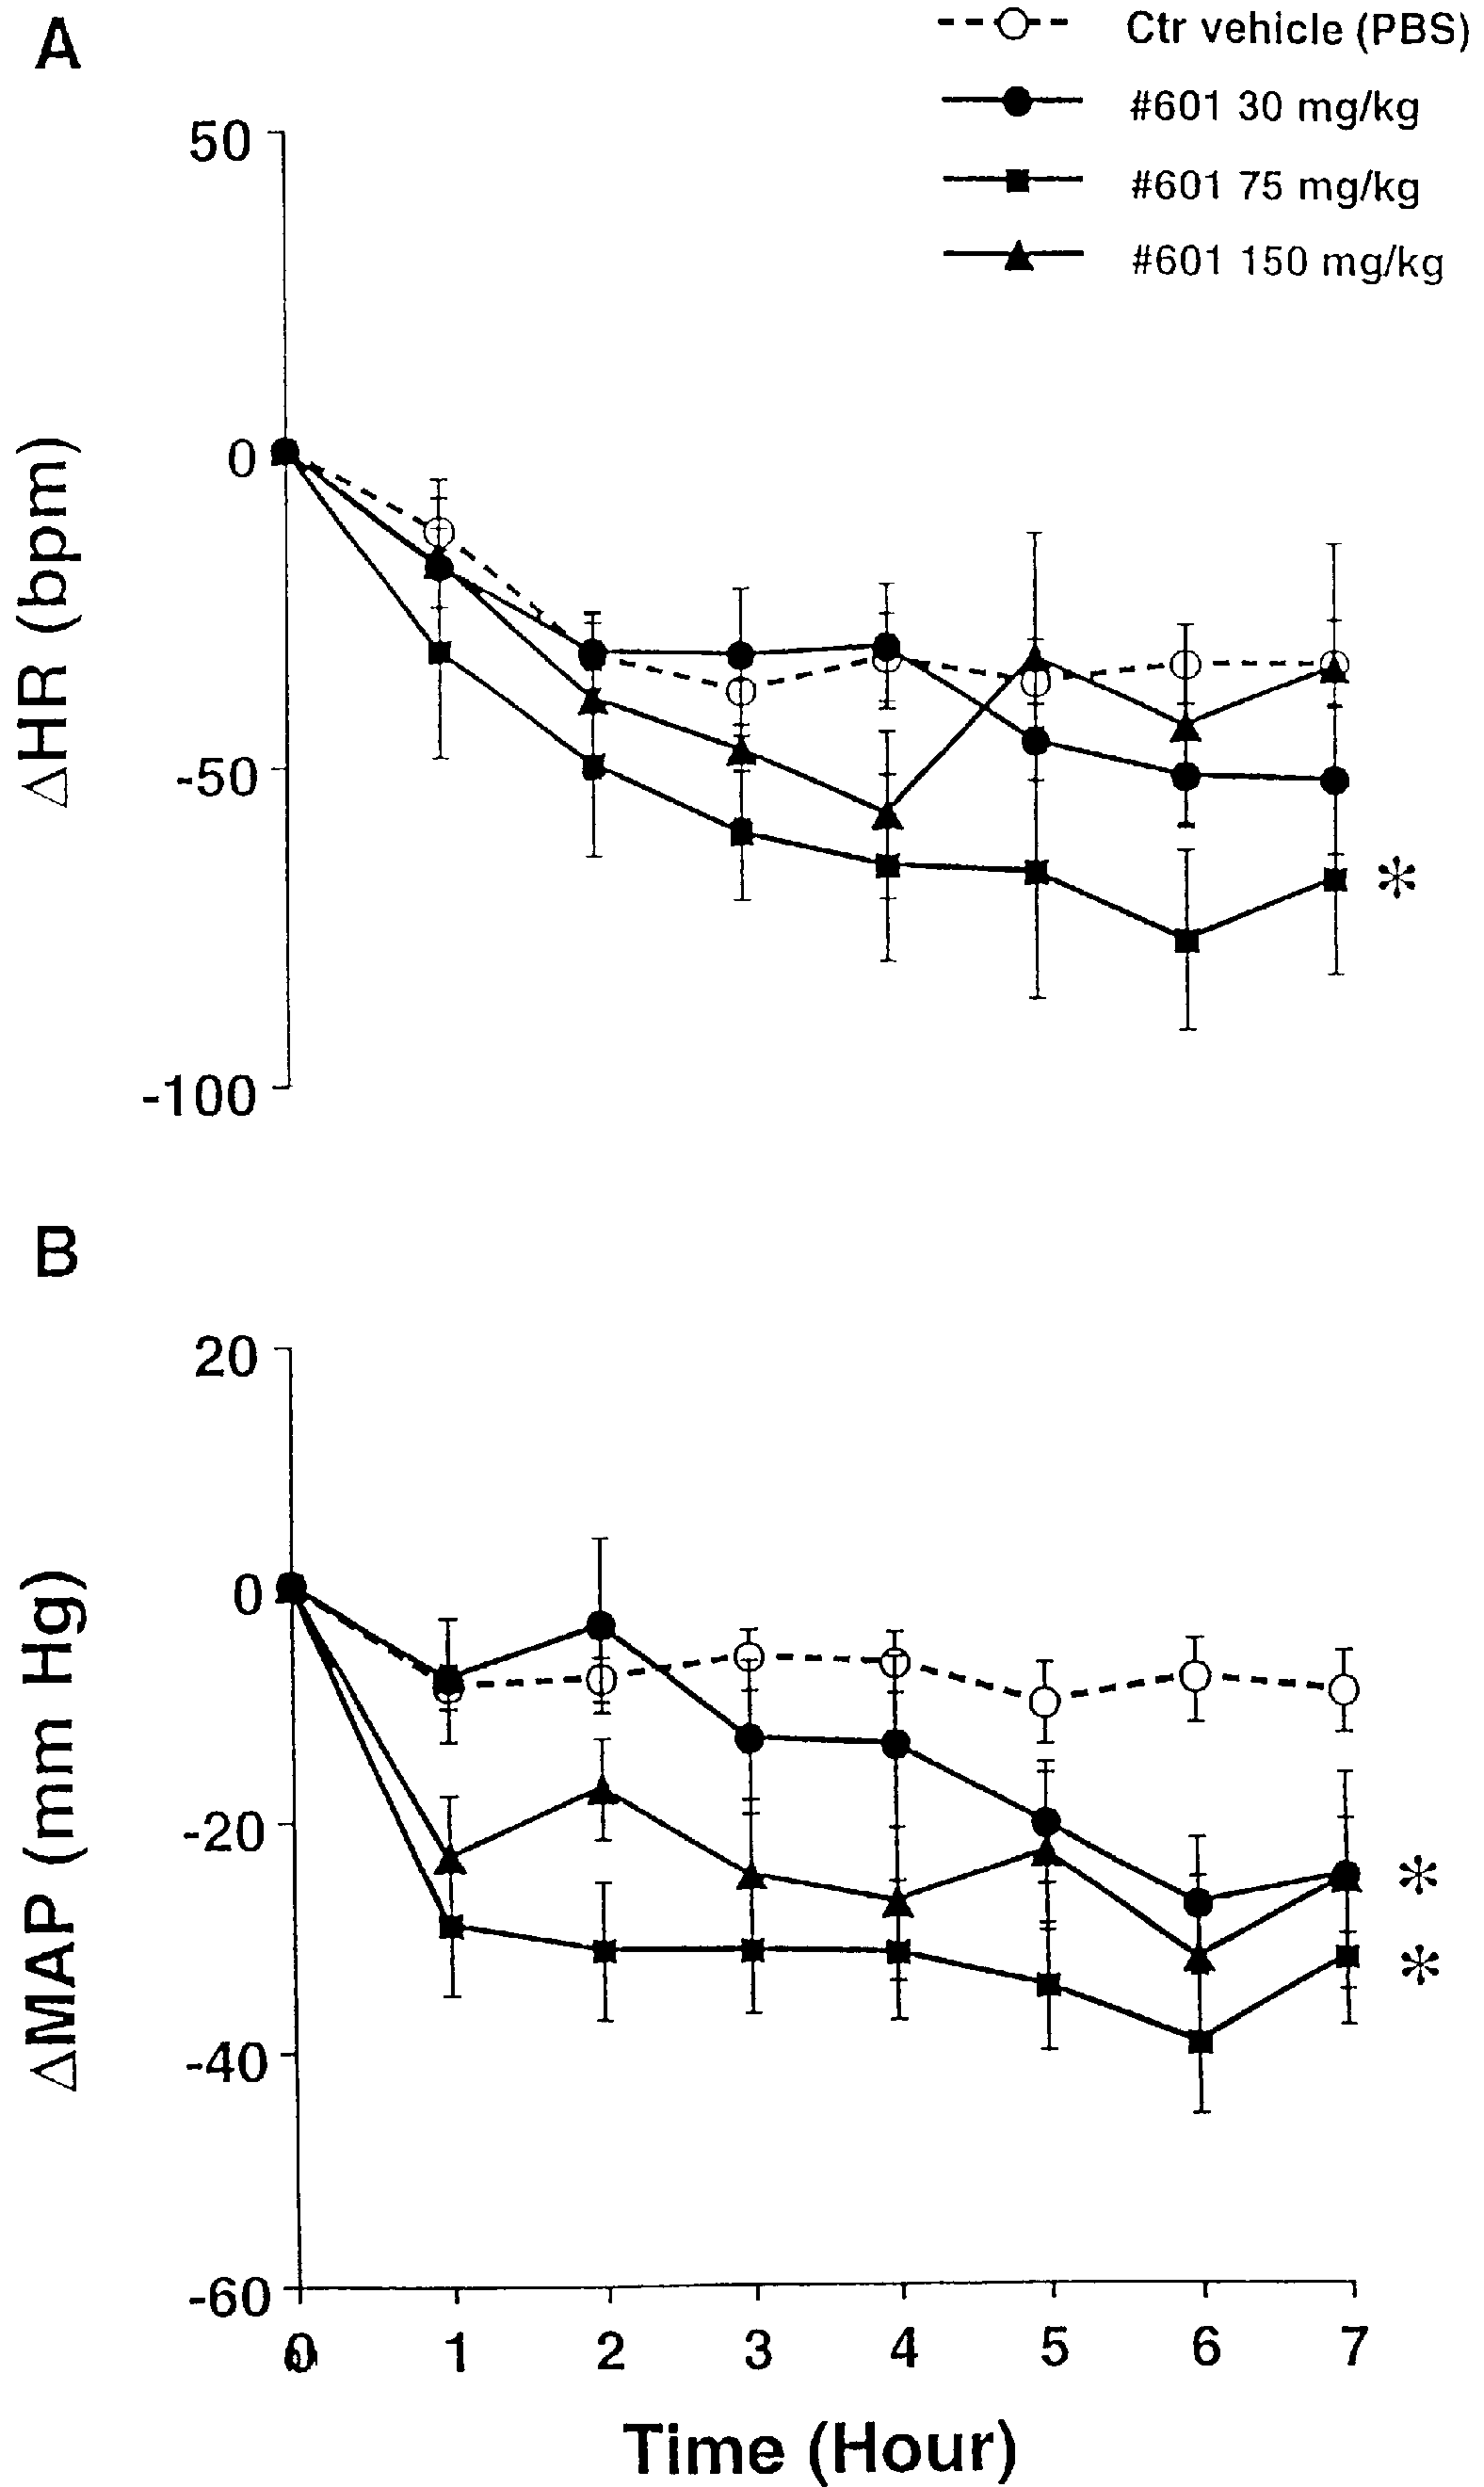 A
Ctr vehicle (PBS)
#601 30 mg/kg
#601 75 mg/kg
#601 150 mg/kg
50
0
-50
-100
ΔHR (bpm)
*
B
20
0
-20
-40
-60
ΔMAP (mm Hg)
*
*
0 1 2 3 4 5 6 7
Time (Hour)